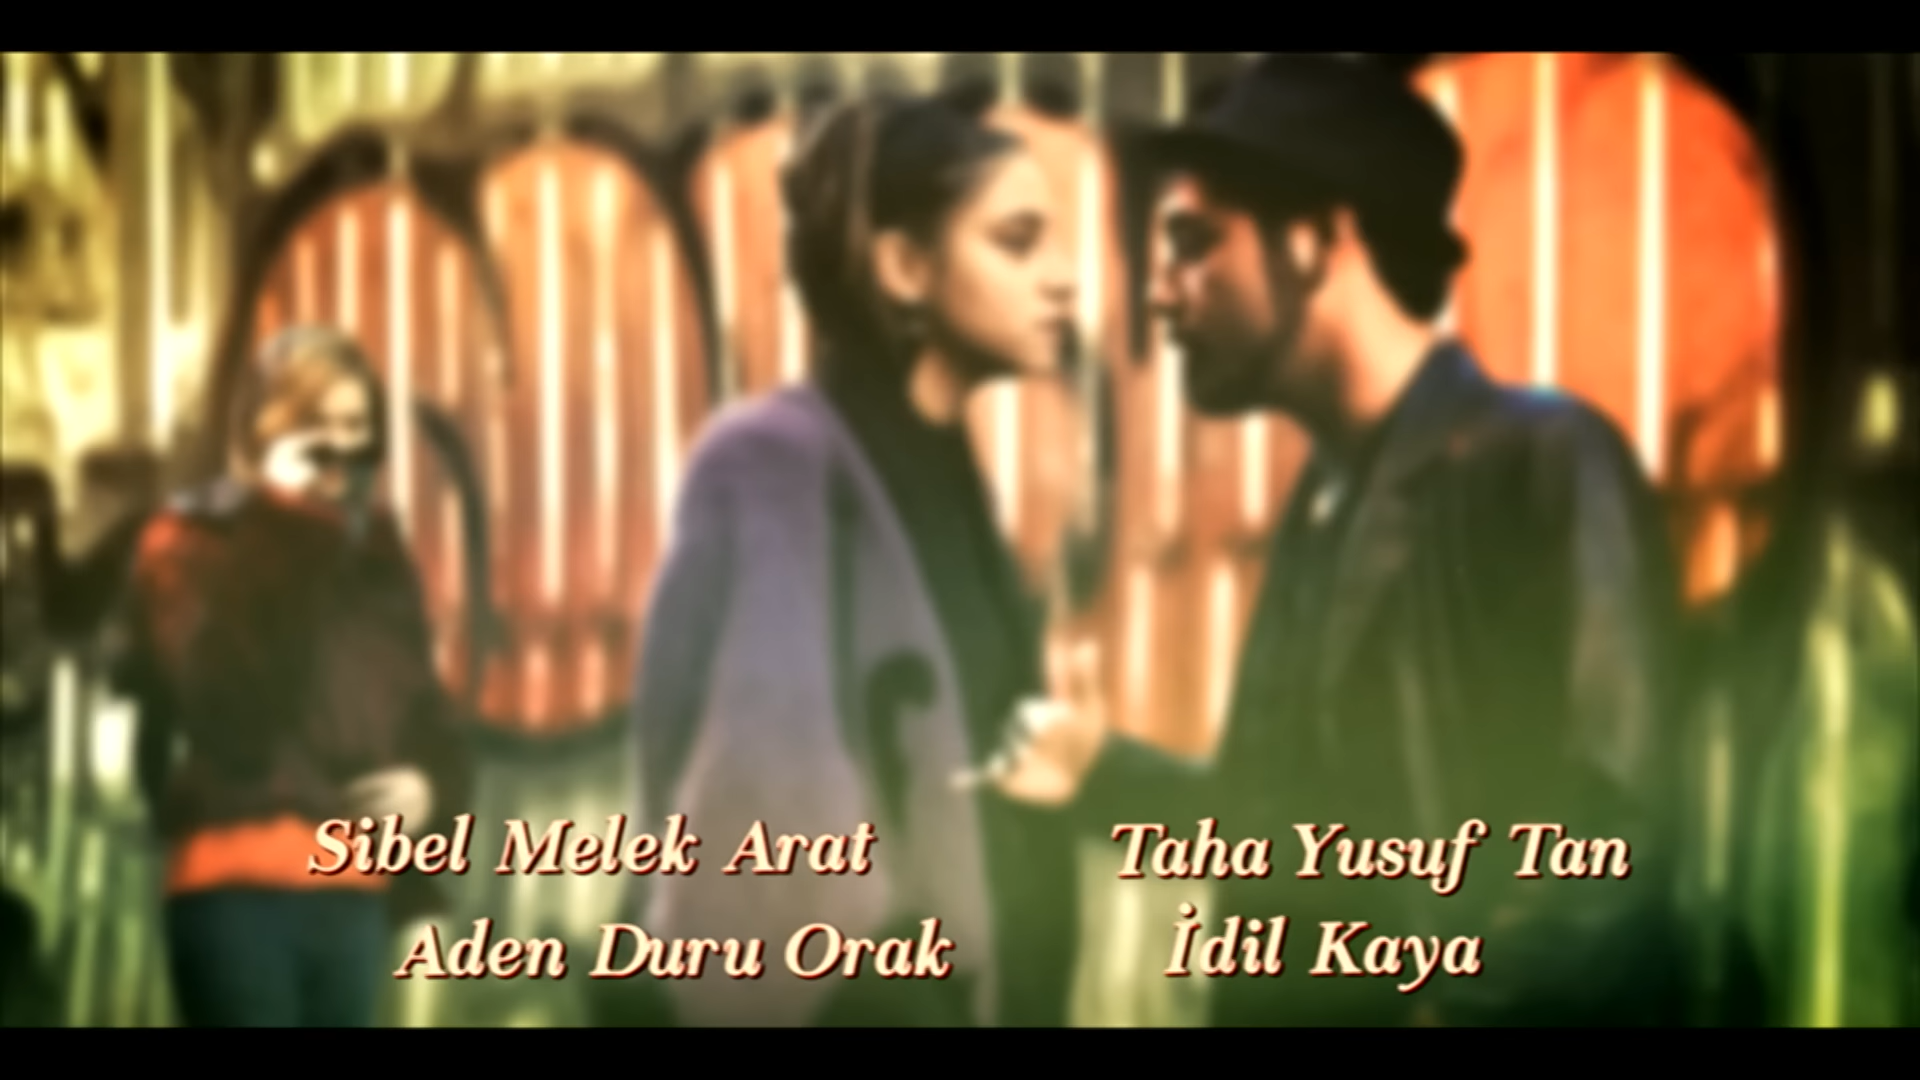 Sibel Melek Arat
Taha Yusuf Tan
Aden Duru Orak
İdil Kaya